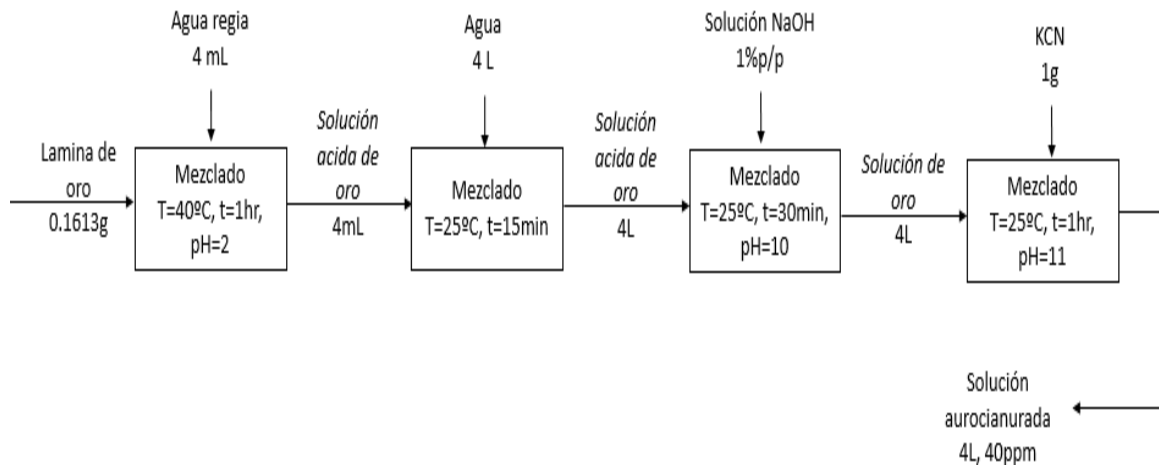 Agua regia
4 mL
Agua
4 L
Solución NaOH
1%p/p
KCN
1g
Lamina de
oro
0.1613g
Mezclado
T=40ºC, t=1hr,
pH=2
Solución
acida de
oro
4mL
Mezclado
T=25ºC, t=15min
Solución
acida de
oro
4L
Mezclado
T=25ºC, t=30min,
pH=10
Solución de
oro
4L
Mezclado
T=25ºC, t=1hr,
pH=11
Solución
aurocianurada
4L, 40ppm